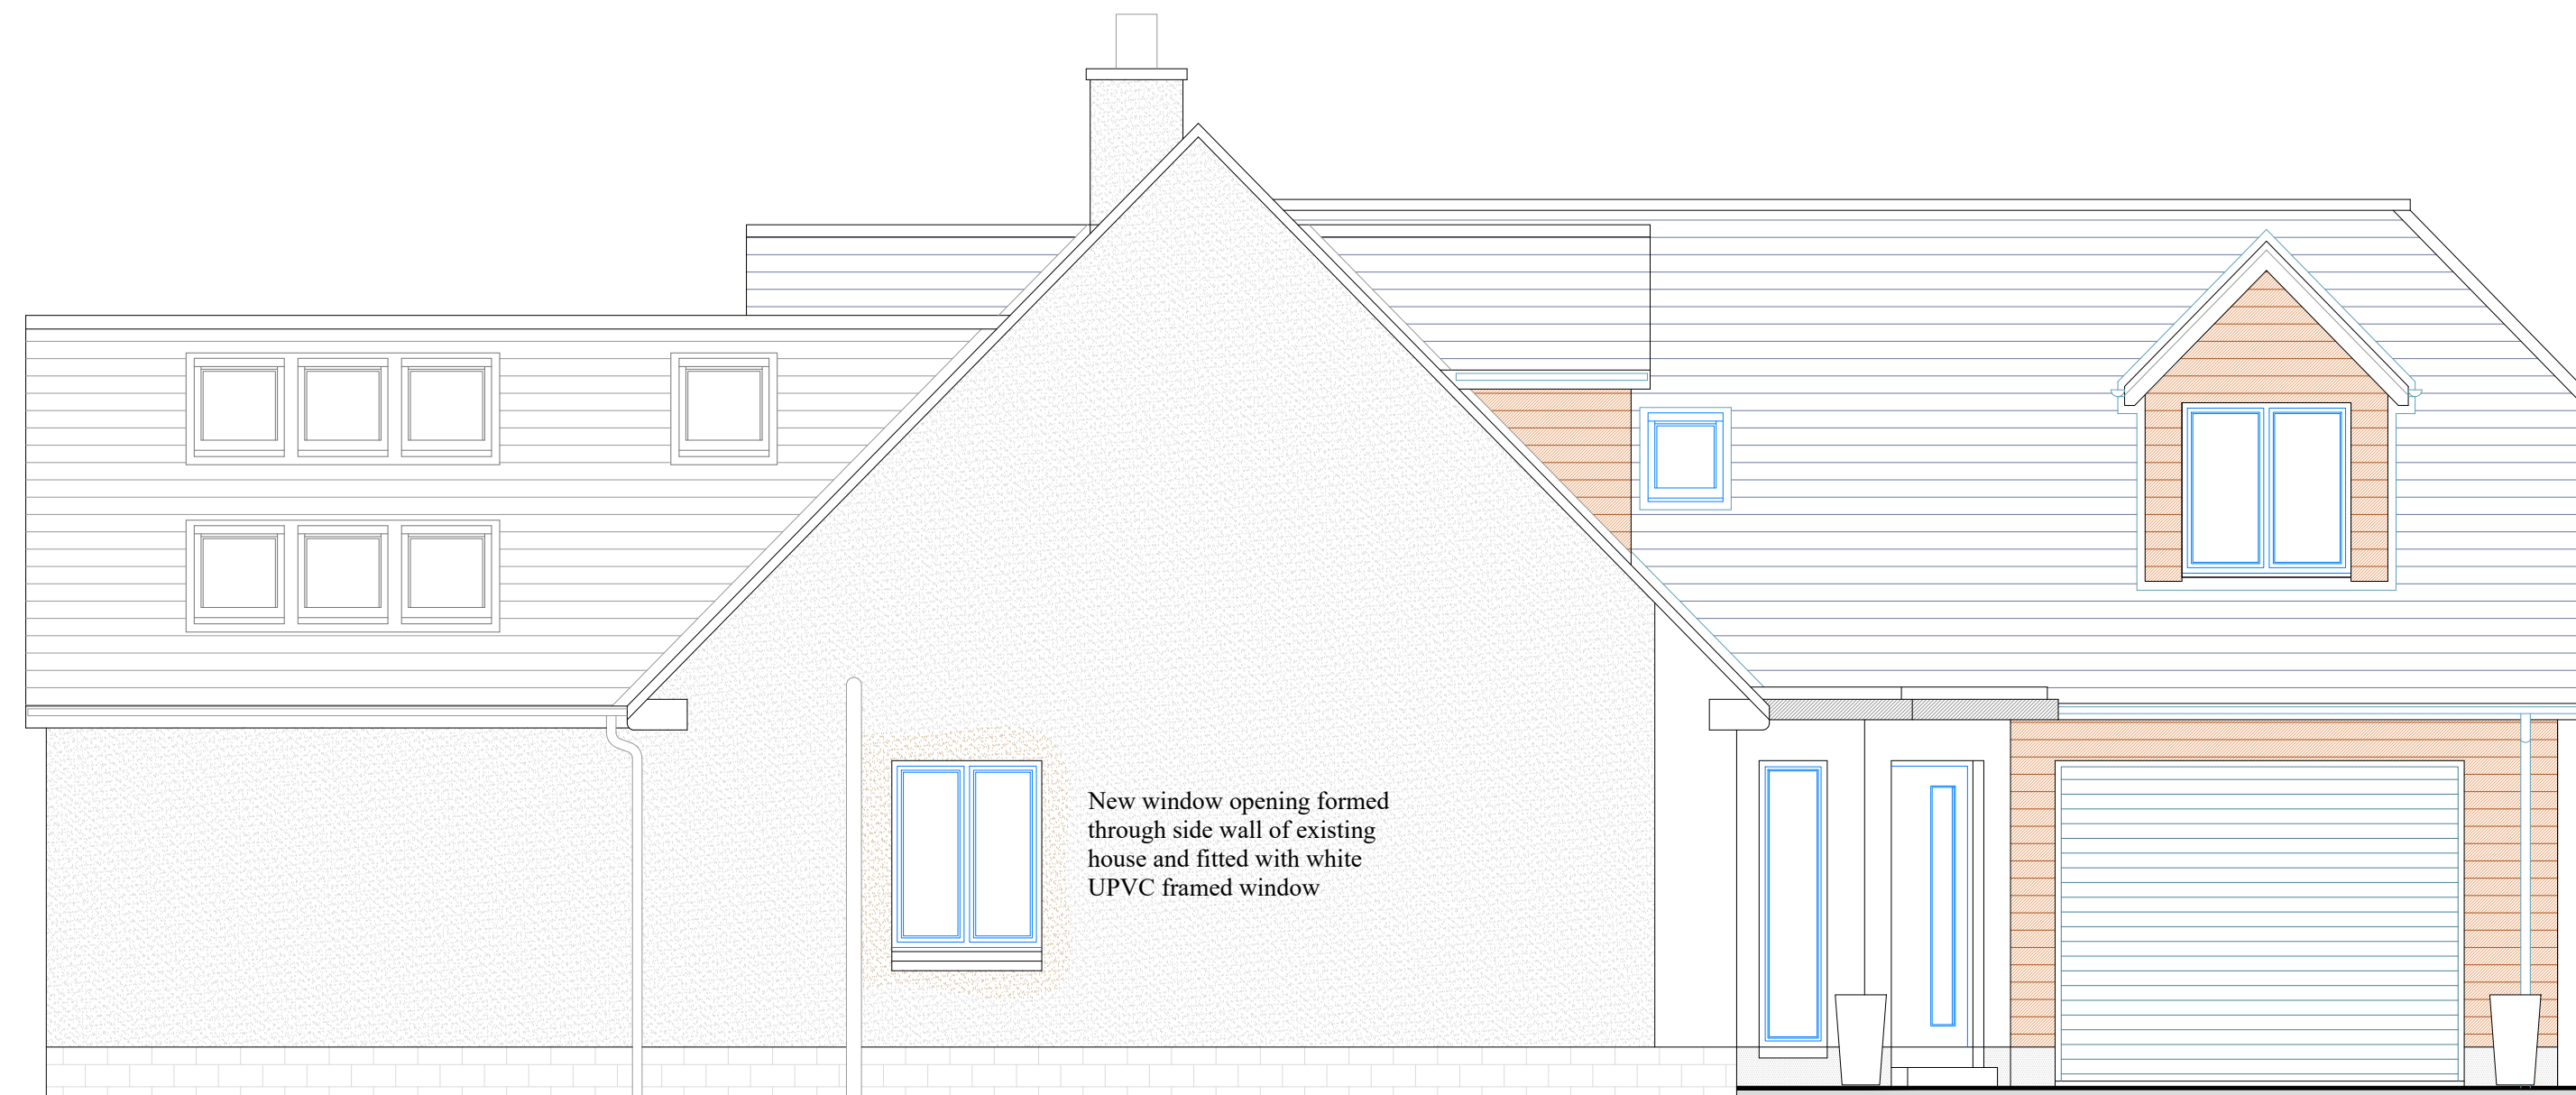 New window opening formed
through side wall of existing
house and fitted with white
UPVC framed window